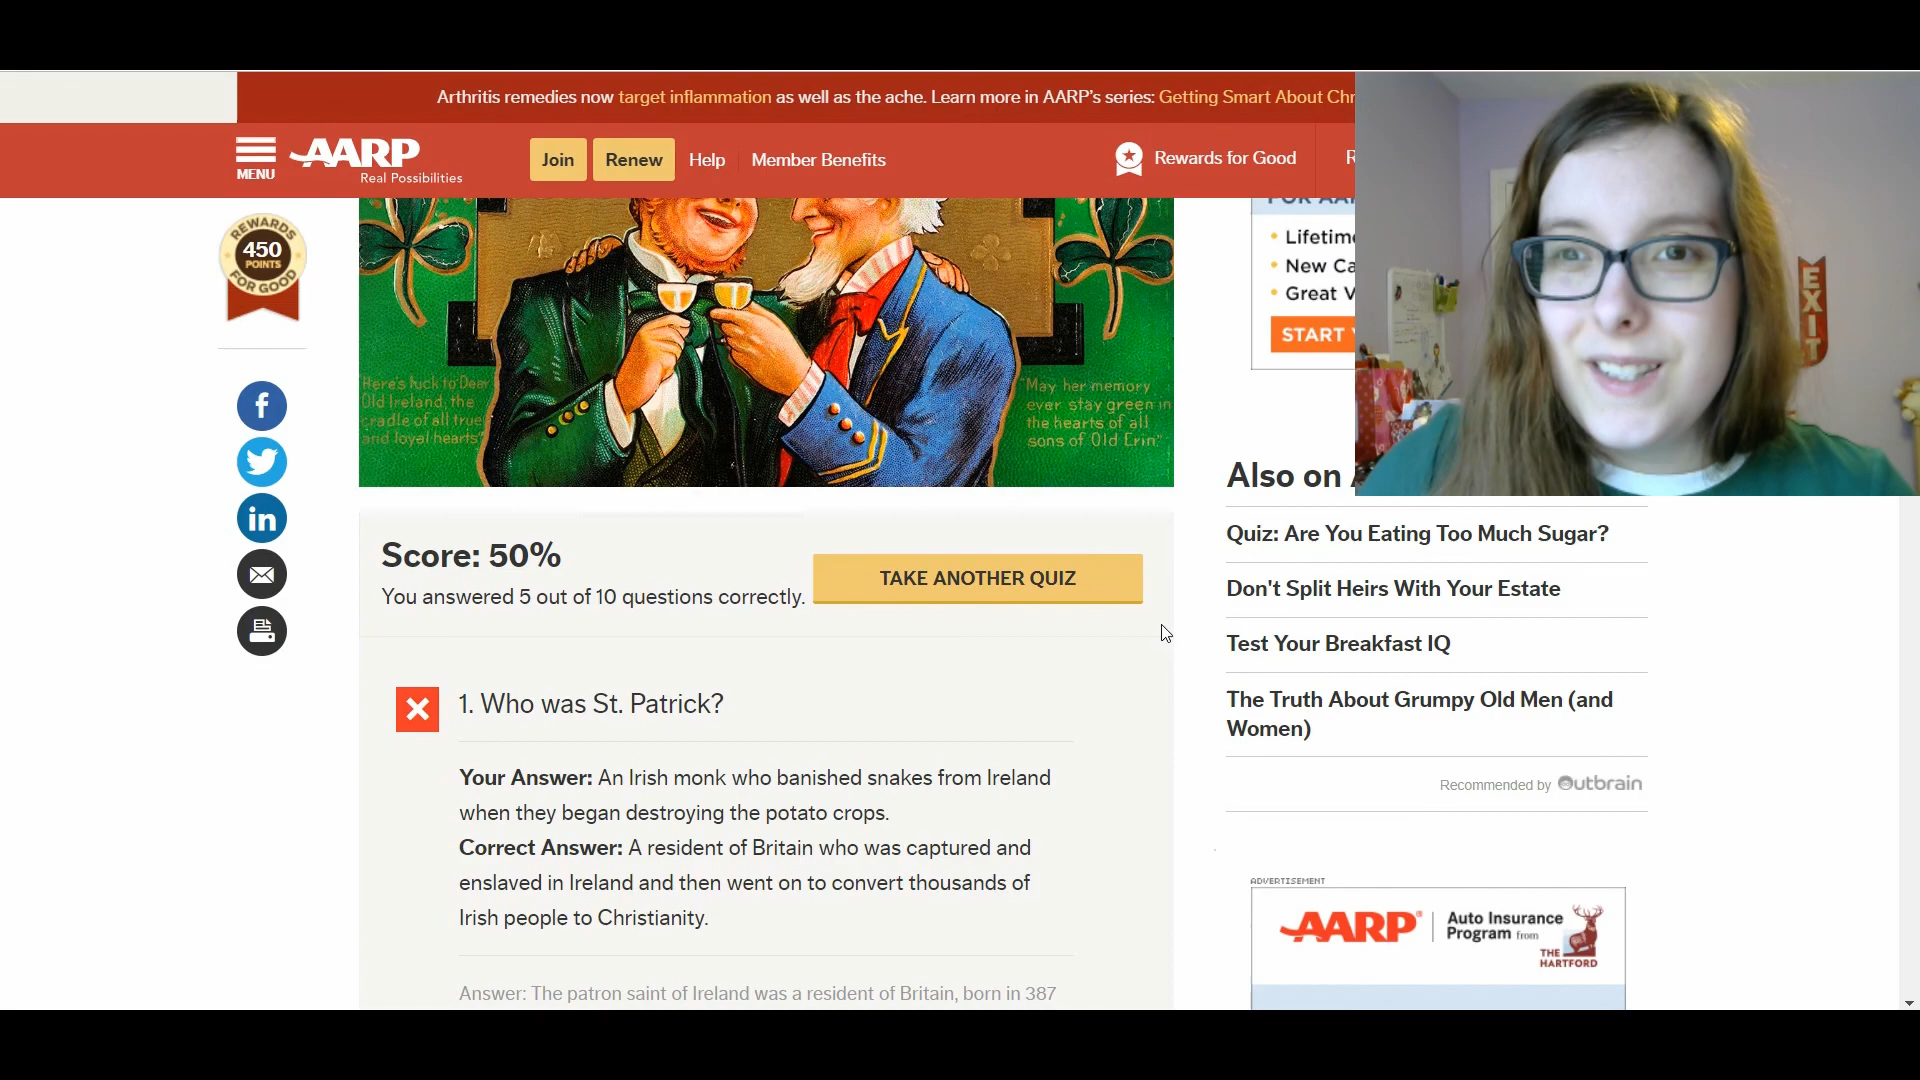 Arthritis remedies now target inflammation as well as the ache. Learn more in AARP's series: Getting Smart About Chr
MENU
AARP
Real Possibilities
Join
Renew
Help
Member Benefits
Rewards for Good
R
REWARDS
450
POINTS
FOR GOOD
Here's luck to Dear
Old Ireland, the
cradle of all true
and loyal hearts"
"May her memory
ever stay green in
the hearts of all
sons of Old Erin."
• Lifetim
• New Ca
• Great V
START
EXIT
Score: 50%
You answered 5 out of 10 questions correctly.
TAKE ANOTHER QUIZ
1. Who was St. Patrick?
Your Answer: An Irish monk who banished snakes from Ireland
when they began destroying the potato crops.
Correct Answer: A resident of Britain who was captured and
enslaved in Ireland and then went on to convert thousands of
Irish people to Christianity.
Answer: The patron saint of Ireland was a resident of Britain, born in 387
Also on
Quiz: Are You Eating Too Much Sugar?
Don't Split Heirs With Your Estate
Test Your Breakfast IQ
The Truth About Grumpy Old Men (and
Women)
Recommended by Outbrain
ADVERTISEMENT
AARP®
Auto Insurance
Program from
THE
HARTFORD